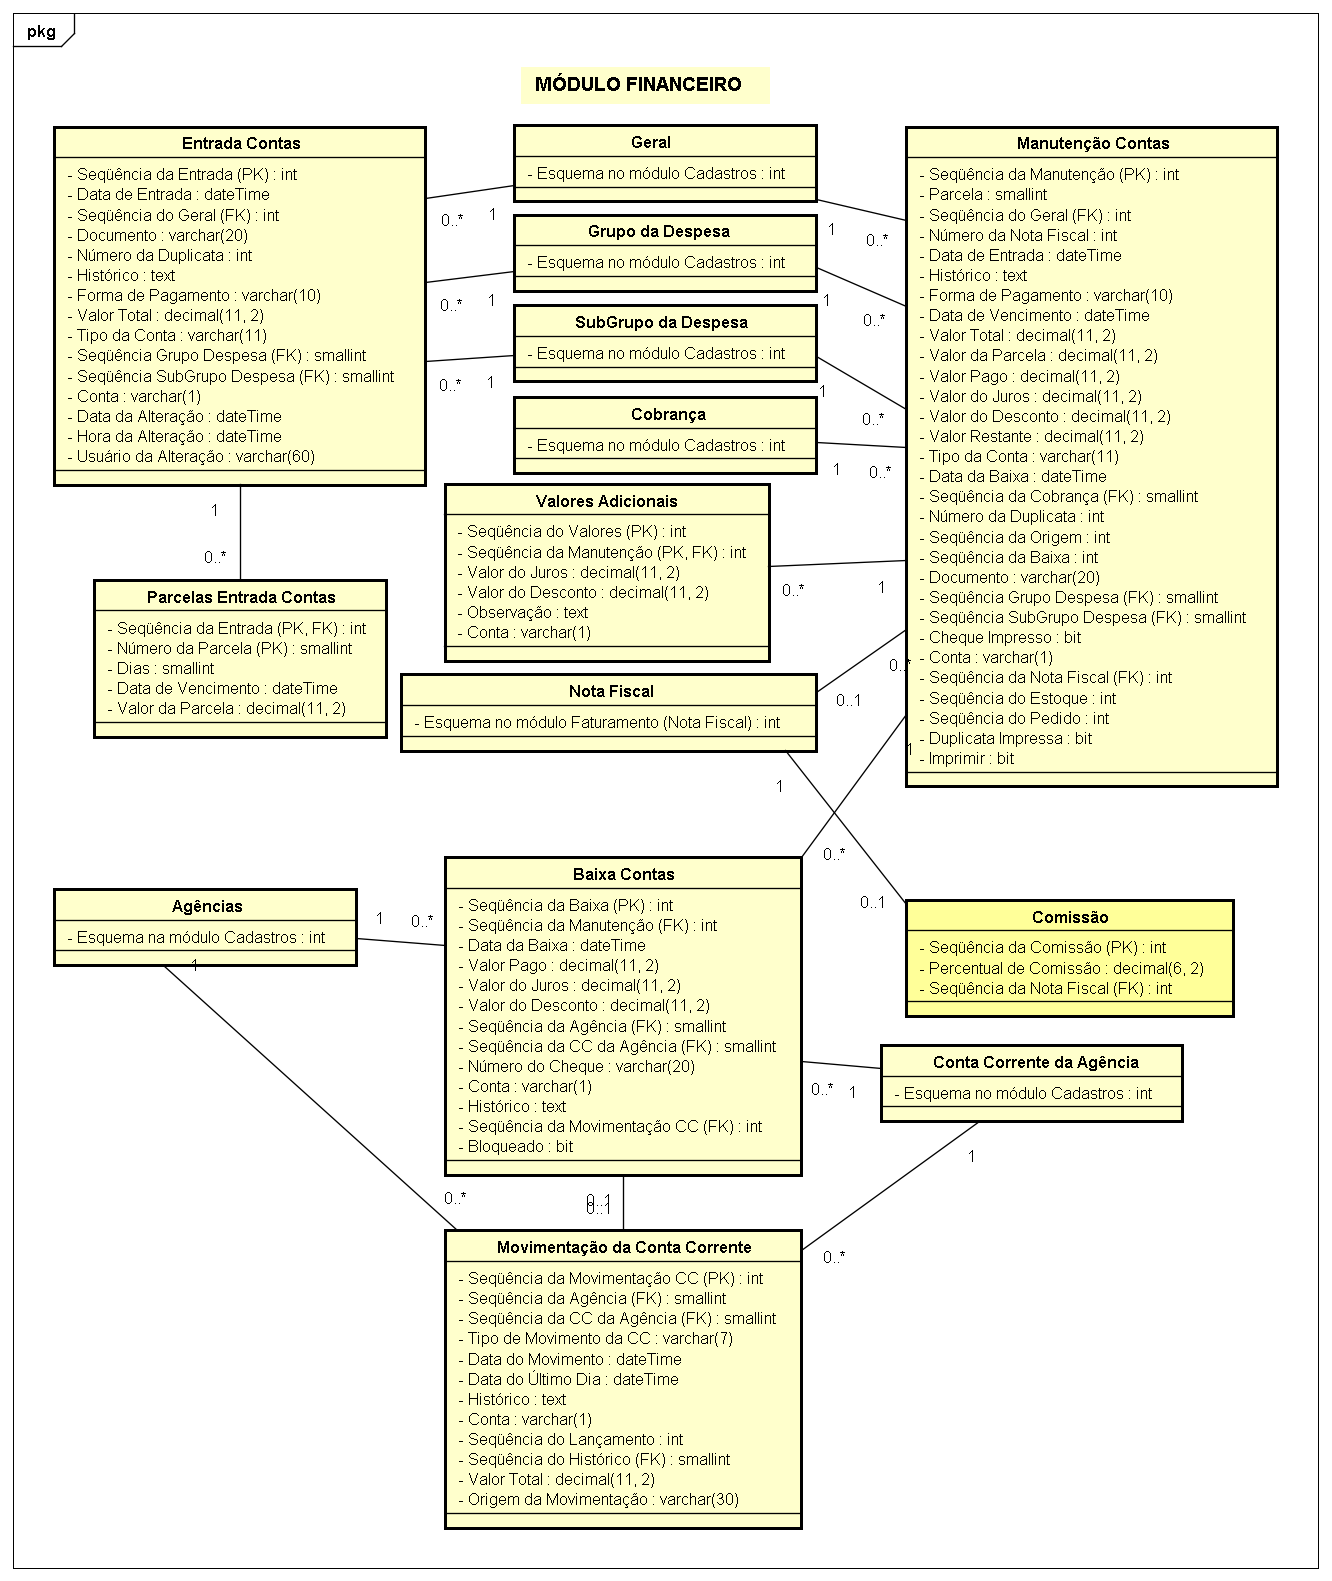 pkg
MÓDULO FINANCEIRO
Entrada Contas
- Seqüência da Entrada (PK) : int
- Data de Entrada : dateTime
- Seqüência do Geral (FK) : int
- Documento : varchar(20)
- Número da Duplicata : int
- Histórico : text
- Forma de Pagamento : varchar(10)
- Valor Total : decimal(11, 2)
- Tipo da Conta : varchar(11)
- Seqüência Grupo Despesa (FK) : smallint
- Seqüência SubGrupo Despesa (FK) : smallint
- Conta : varchar(1)
- Data da Alteração : dateTime
- Hora da Alteração : dateTime
- Usuário da Alteração : varchar(60)
0..*
1
0..*
1
0..*
1
1
0..*
Parcelas Entrada Contas
- Seqüência da Entrada (PK, FK) : int
- Número da Parcela (PK) : smallint
- Dias : smallint
- Data de Vencimento : dateTime
- Valor da Parcela : decimal(11, 2)
Geral
- Esquema no módulo Cadastros : int
Grupo da Despesa
- Esquema no módulo Cadastros : int
SubGrupo da Despesa
- Esquema no módulo Cadastros : int
Cobrança
- Esquema no módulo Cadastros : int
1
0..*
1
0..*
1
0..*
1
0..*
Valores Adicionais
- Seqüência do Valores (PK) : int
- Seqüência da Manutenção (PK, FK) : int
- Valor do Juros : decimal(11, 2)
- Valor do Desconto : decimal(11, 2)
- Observação : text
- Conta : varchar(1)
0..*
1
Nota Fiscal
- Esquema no módulo Faturamento (Nota Fiscal) : int
0..*
0..1
Manutenção Contas
- Seqüência da Manutenção (PK) : int
- Parcela : smallint
- Seqüência do Geral (FK) : int
- Número da Nota Fiscal : int
- Data de Entrada : dateTime
- Histórico : text
- Forma de Pagamento : varchar(10)
- Data de Vencimento : dateTime
- Valor Total : decimal(11, 2)
- Valor da Parcela : decimal(11, 2)
- Valor Pago : decimal(11, 2)
- Valor do Juros : decimal(11, 2)
- Valor do Desconto : decimal(11, 2)
- Valor Restante : decimal(11, 2)
- Tipo da Conta : varchar(11)
- Data da Baixa : dateTime
- Seqüência da Cobrança (FK) : smallint
- Número da Duplicata : int
- Seqüência da Origem : int
- Seqüência da Baixa : int
- Documento : varchar(20)
- Seqüência Grupo Despesa (FK) : smallint
- Seqüência SubGrupo Despesa (FK) : smallint
- Cheque Impresso : bit
- Conta : varchar(1)
- Seqüência da Nota Fiscal (FK) : int
- Seqüência do Estoque : int
- Seqüência do Pedido : int
- Duplicata Impressa : bit
- Imprimir : bit
1
1
0..*
0..1
Agências
- Esquema na módulo Cadastros : int
1
0..*
1
Baixa Contas
- Seqüência da Baixa (PK) : int
- Seqüência da Manutenção (FK) : int
- Data da Baixa : dateTime
- Valor Pago : decimal(11, 2)
- Valor do Juros : decimal(11, 2)
- Valor do Desconto : decimal(11, 2)
- Seqüência da Agência (FK) : smallint
- Seqüência da CC da Agência (FK) : smallint
- Número do Cheque : varchar(20)
- Conta : varchar(1)
- Histórico : text
- Seqüência da Movimentação CC (FK) : int
- Bloqueado : bit
Comissão
- Seqüência da Comissão (PK) : int
- Percentual de Comissão : decimal(6, 2)
- Seqüência da Nota Fiscal (FK) : int
Conta Corrente da Agência
- Esquema no módulo Cadastros : int
0..*
1
1
0..*
0..1
0..1
0..*
Movimentação da Conta Corrente
- Seqüência da Movimentação CC (PK) : int
- Seqüência da Agência (FK) : smallint
- Seqüência da CC da Agência (FK) : smallint
- Tipo de Movimento da CC : varchar(7)
- Data do Movimento : dateTime
- Data do Último Dia : dateTime
- Histórico : text
- Conta : varchar(1)
- Seqüência do Lançamento : int
- Seqüência do Histórico (FK) : smallint
- Valor Total : decimal(11, 2)
- Origem da Movimentação : varchar(30)